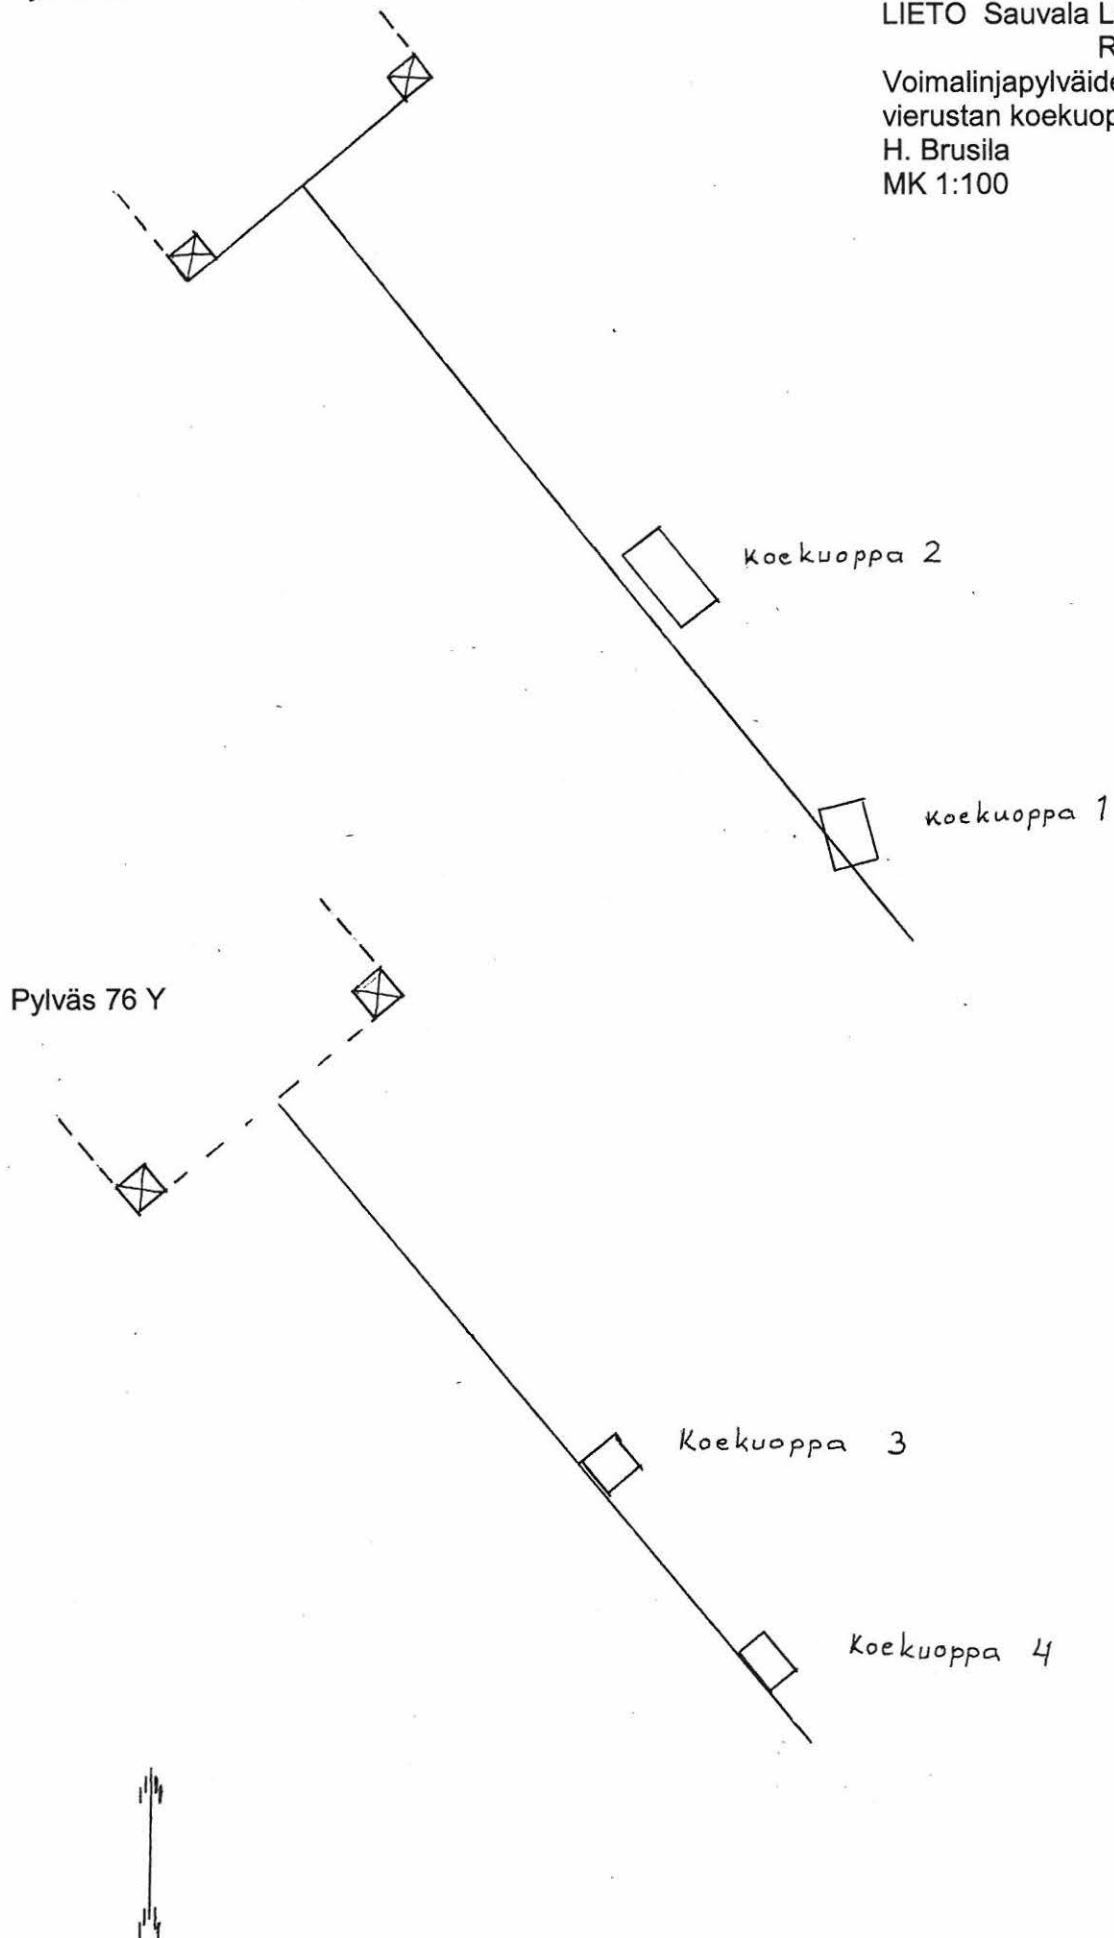 LIETO Sauvala L
R
Voimalinjapylväide
vierustan koekuop
H. Brusila
MK 1:100
Koekuoppa 2
Koekuoppa 1
Pylväs 76 Y
Koekuoppa 3
Koekuoppa 4